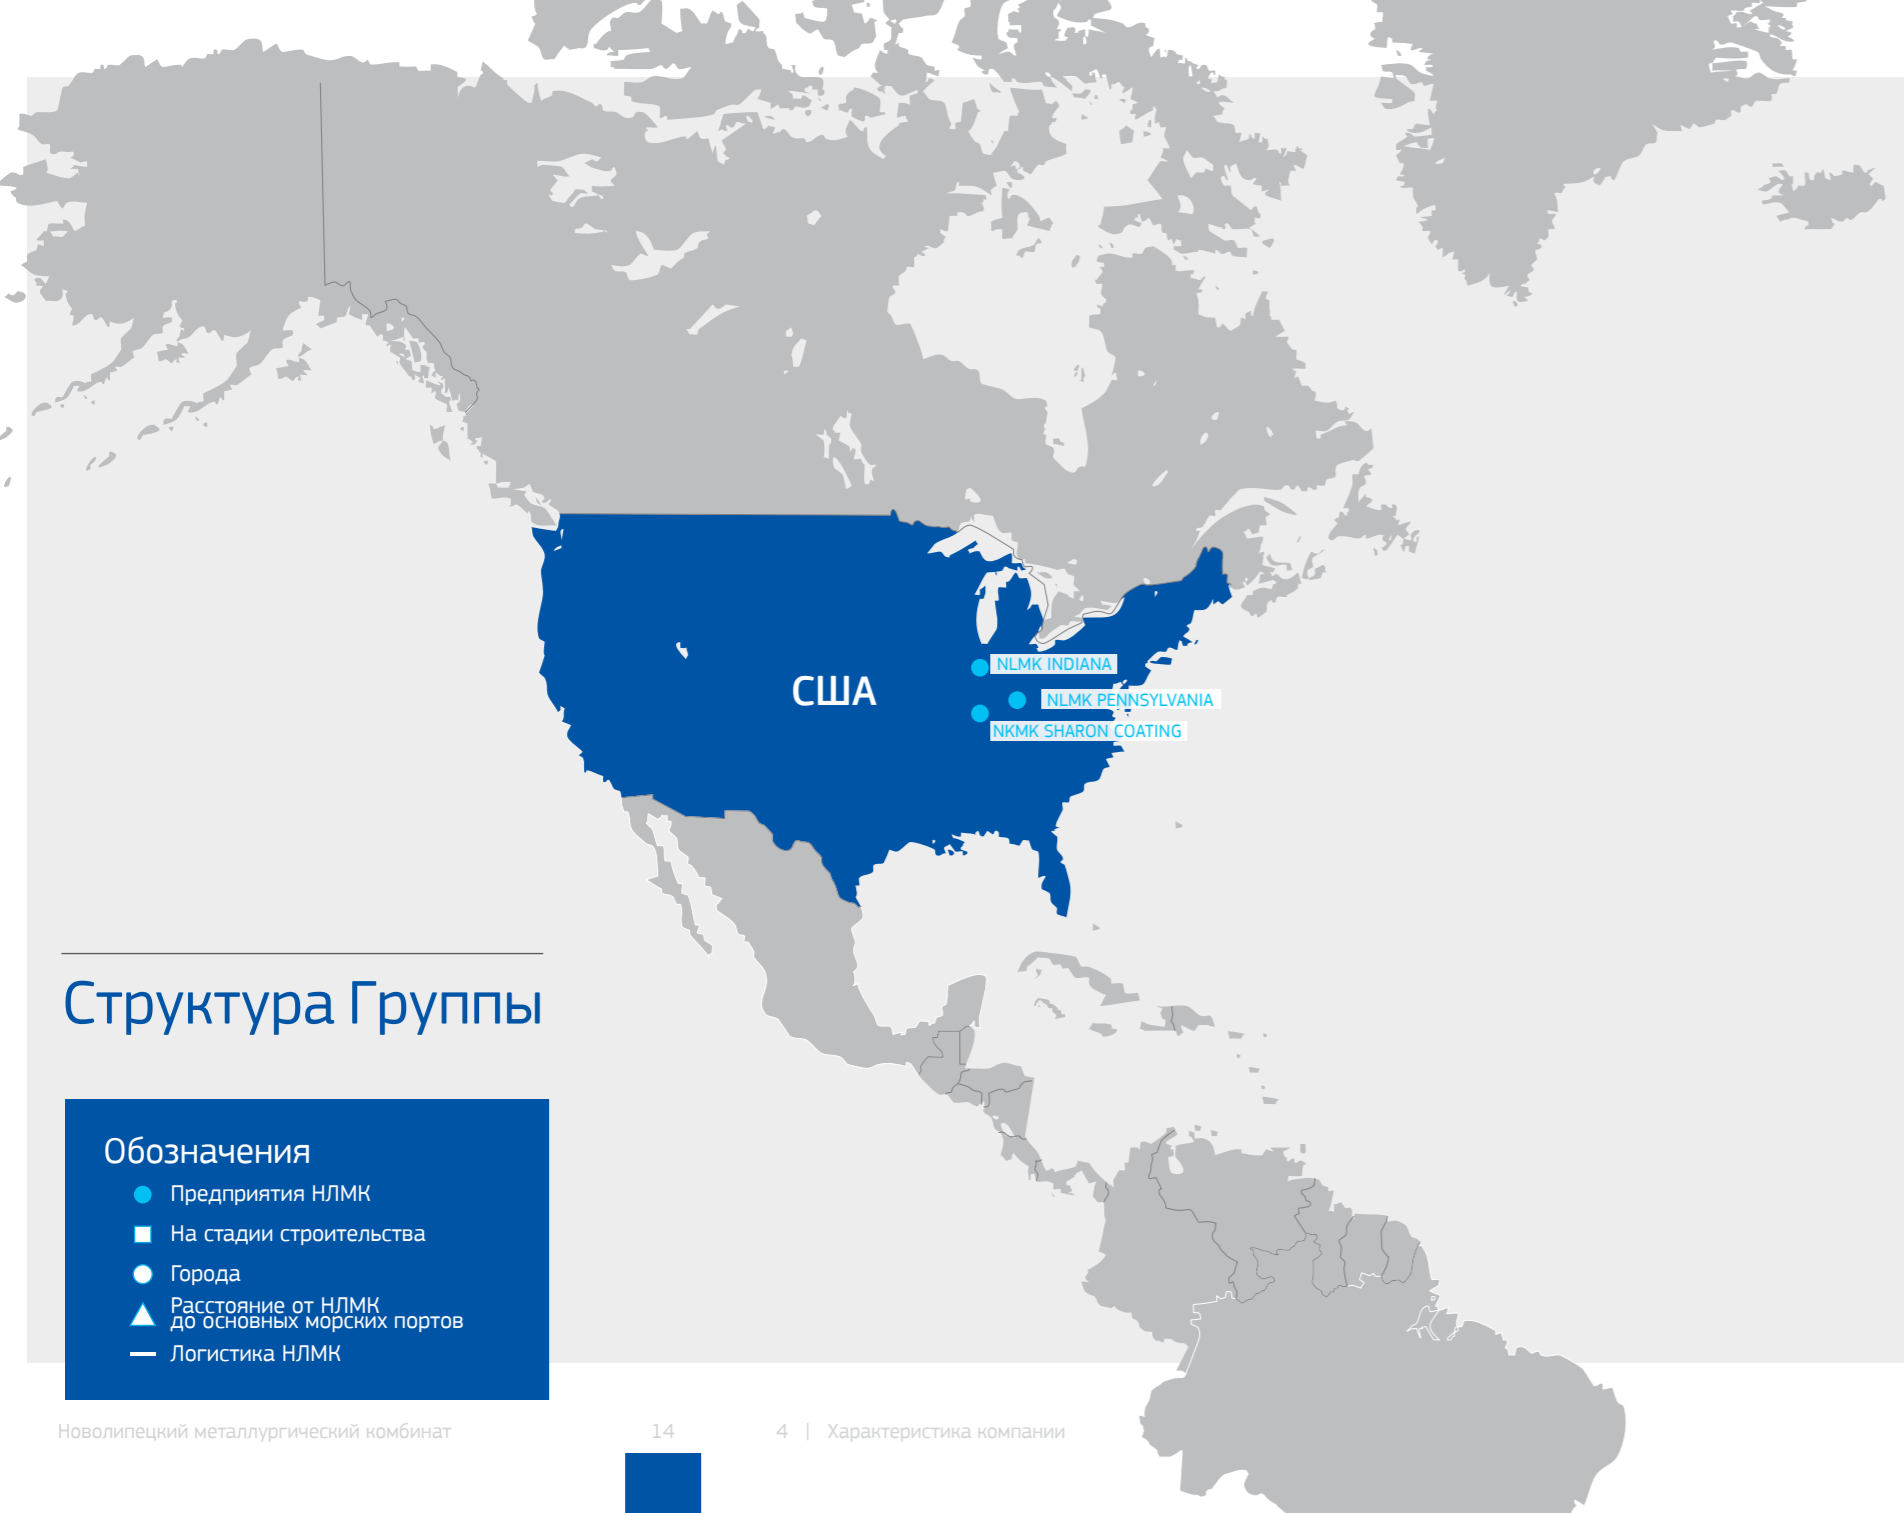 США
NLMK INDIANA
NLMK PENNSYLVANIA
NKMK SHARON COATING
Структура Группы
Обозначения
Предприятия НЛМК
На стадии строительства
Города
Расстояние от НЛМК
до основных морских портов
Логистика НЛМК
Новолипецкий металлургический комбинат 14 4 | Характеристика компании